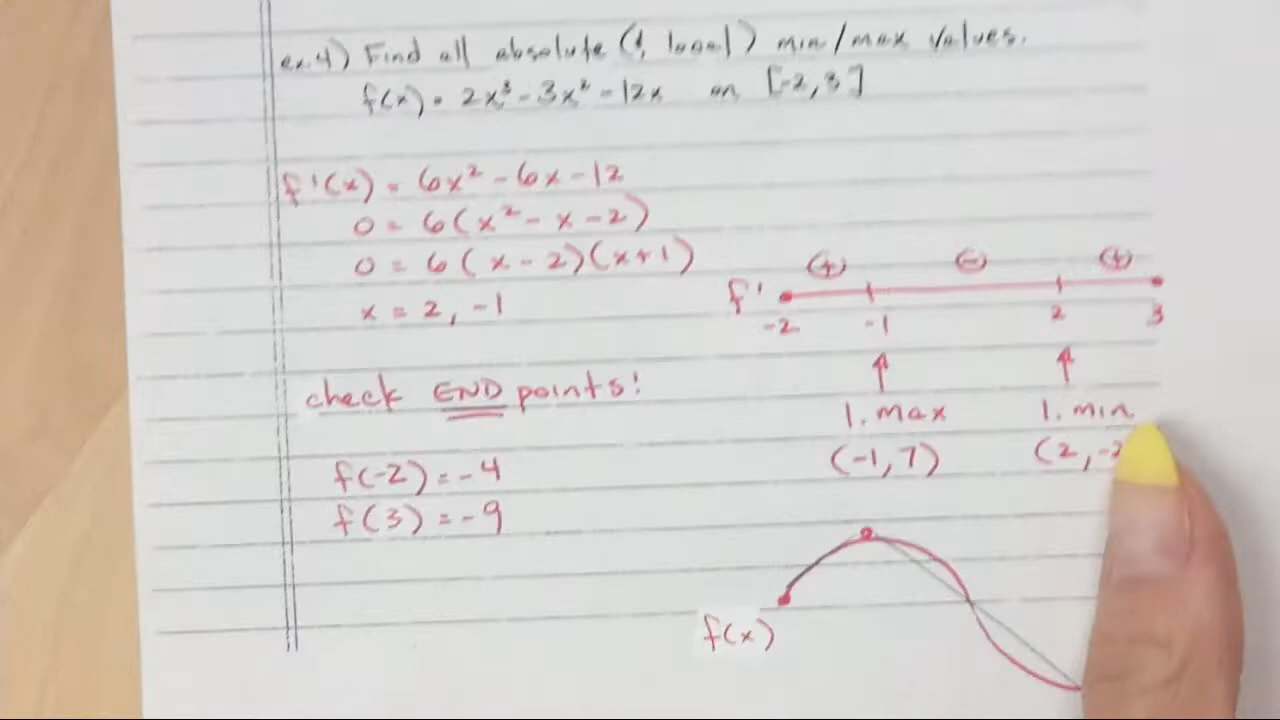 ex.4) Find all absolute (& local) min/max values.
f(x) = 2x³ - 3x² - 12x on [-2, 3]
f'(x) = 6x² - 6x - 12
0 = 6(x² - x - 2)
0 = 6(x - 2)(x + 1)
x = 2, -1
f' (+) (-) (+)
-2 -1 2 3
check END points!
l. max l. min
(-1, 7) (2, -2
f(-2) = -4
f(3) = -9
f(x)